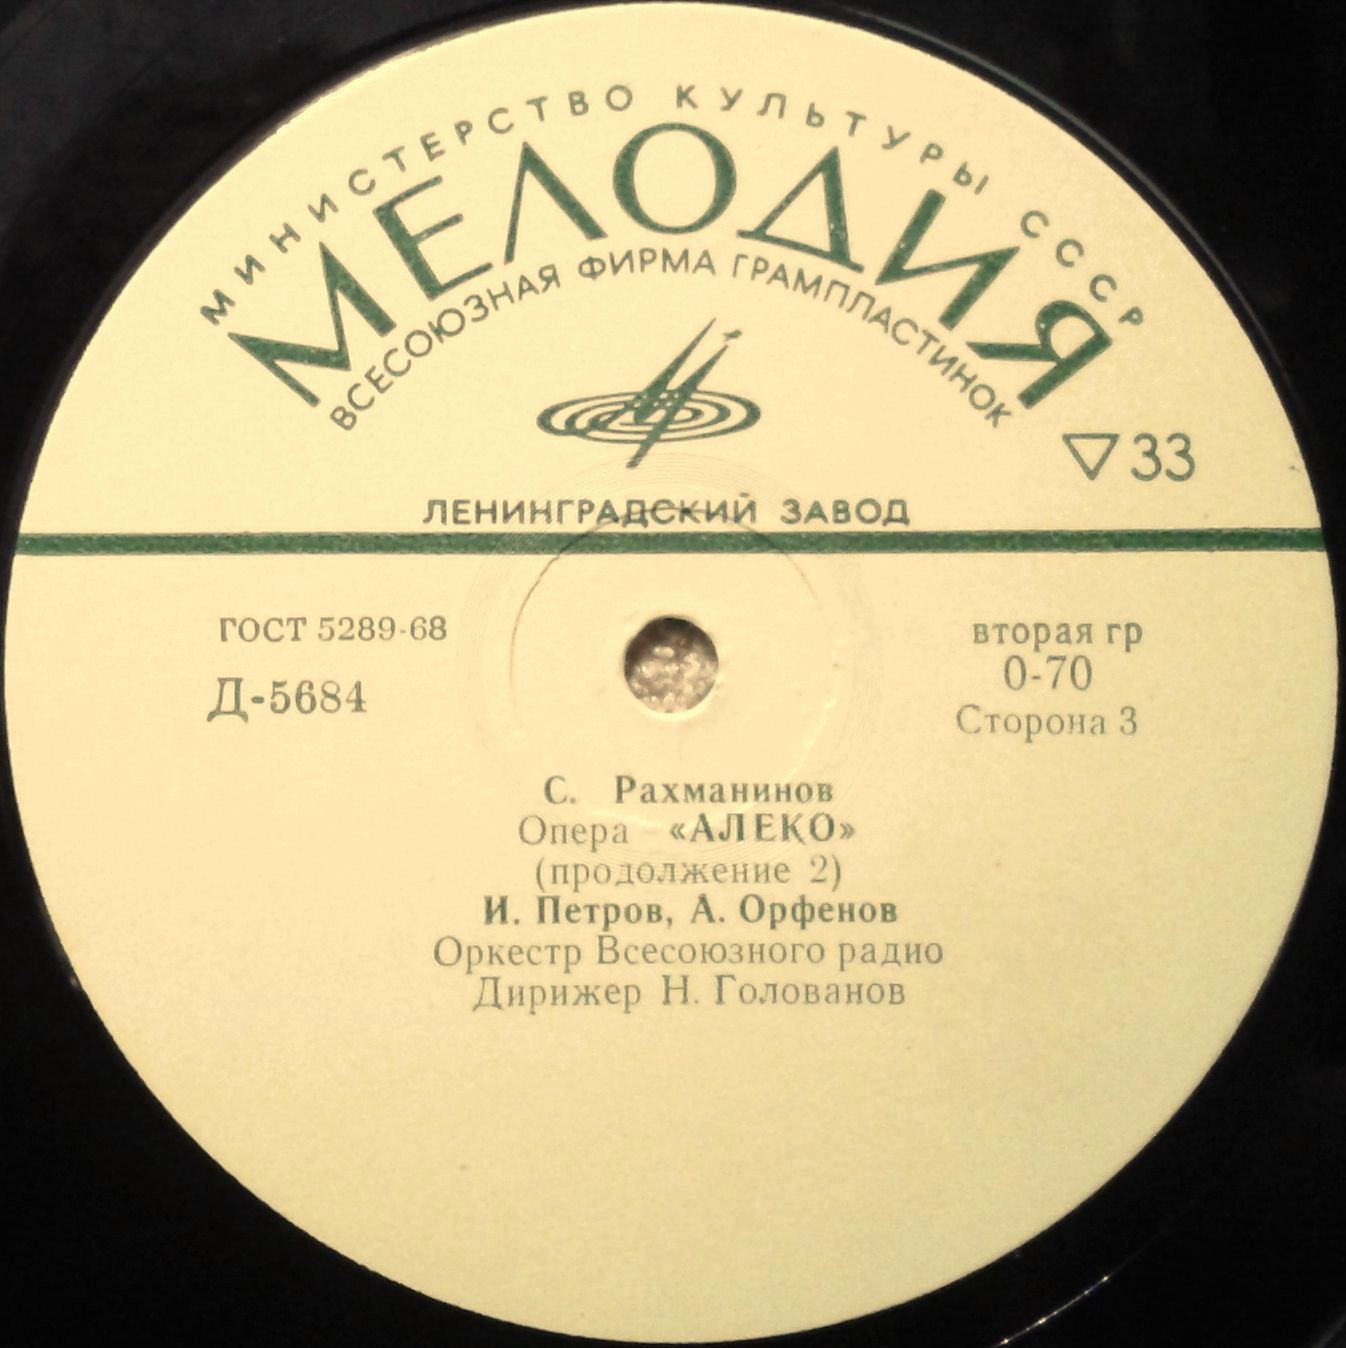 МИНИСТЕРСТВО КУЛЬТУРЫ СССР
МЕЛОДИЯ
ВСЕСОЮЗНАЯ ФИРМА ГРАМПЛАСТИНОК
33
ЛЕНИНГРАДСКИЙ ЗАВОД
ГОСТ 5289-68
Д-5684
вторая гр
0-70
Сторона 3
С. Рахманинов
Опера «АЛЕКО»
(продолжение 2)
И. Петров, А. Орфенов
Оркестр Всесоюзного радио
Дирижер Н. Голованов